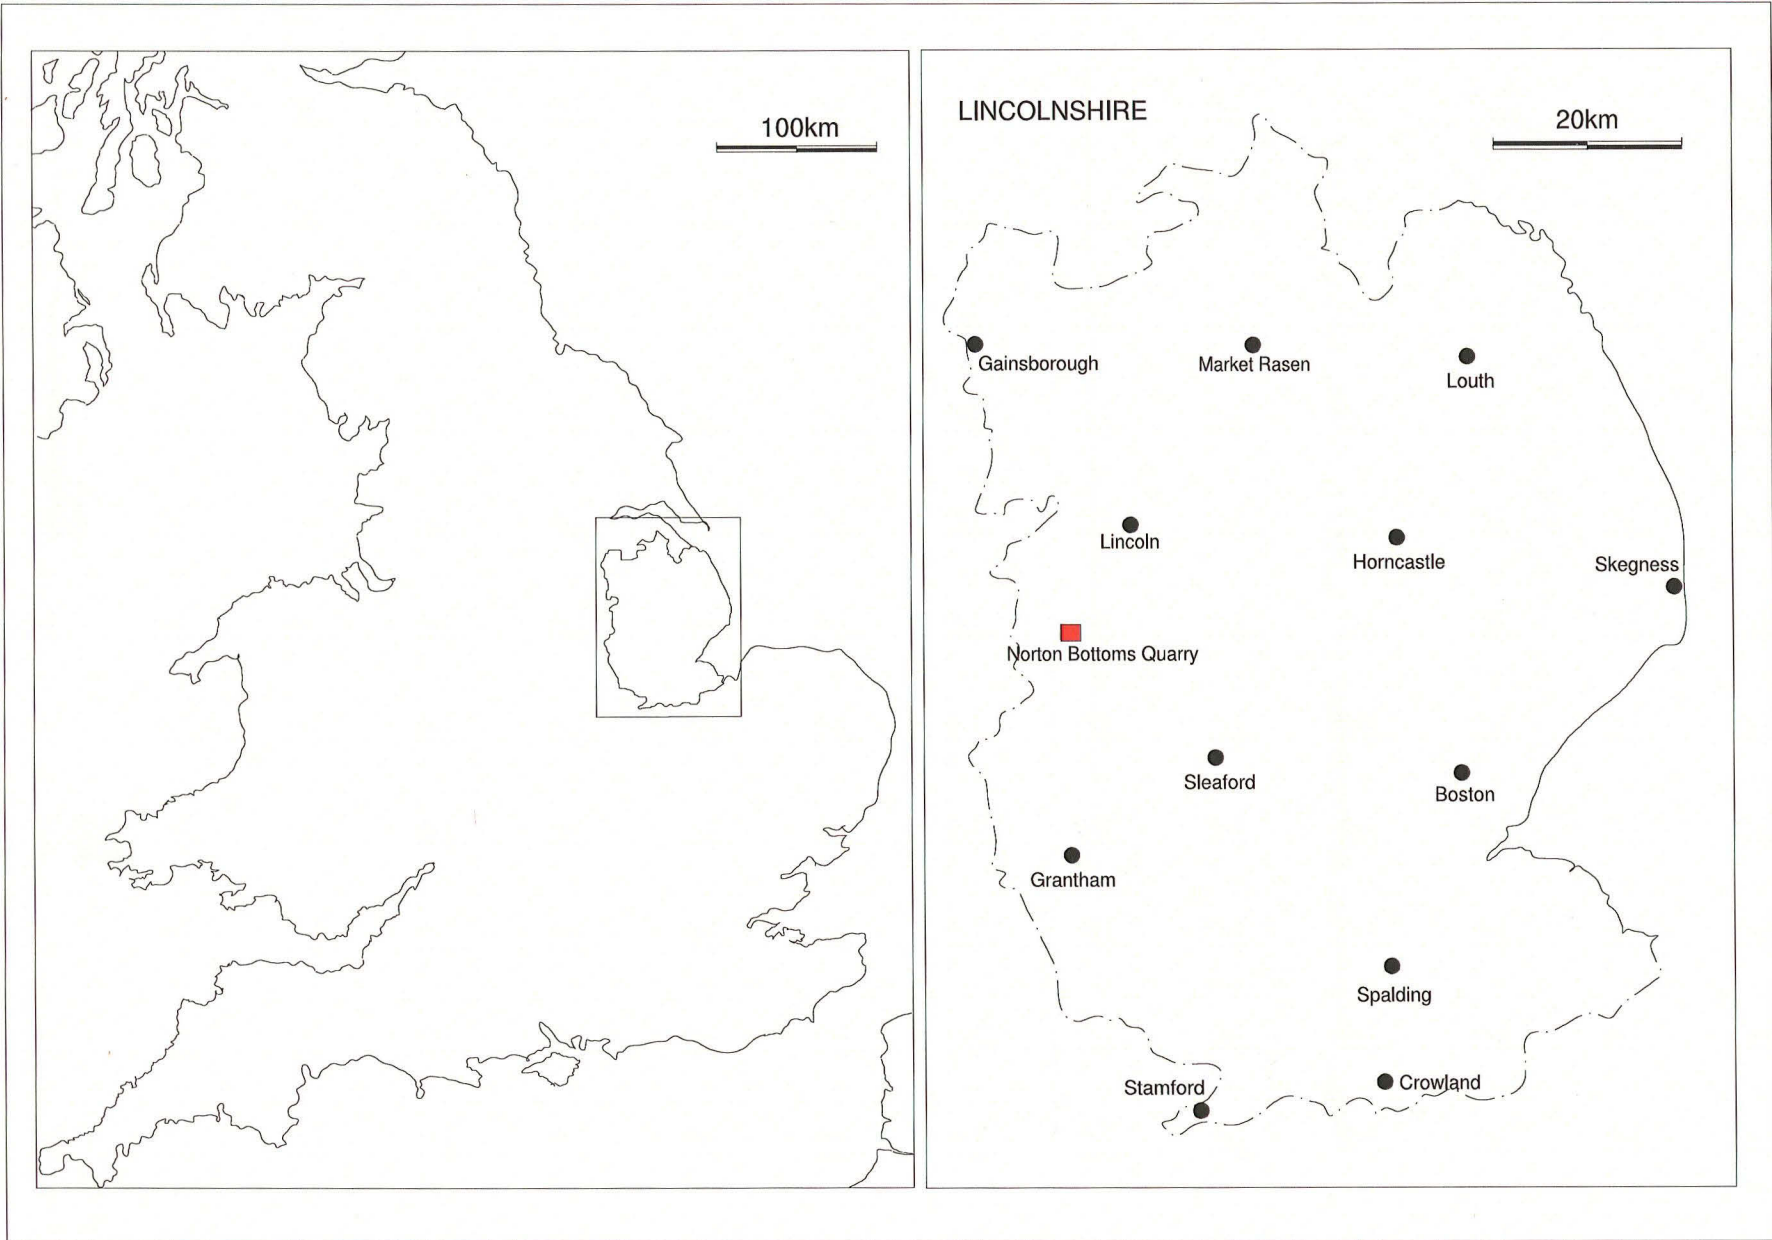 100km
LINCOLNSHIRE
20km
Gainsborough
Market Rasen
Louth
Lincoln
Horncastle
Skegness
Norton Bottoms Quarry
Sleaford
Boston
Grantham
Spalding
Stamford
Crowland